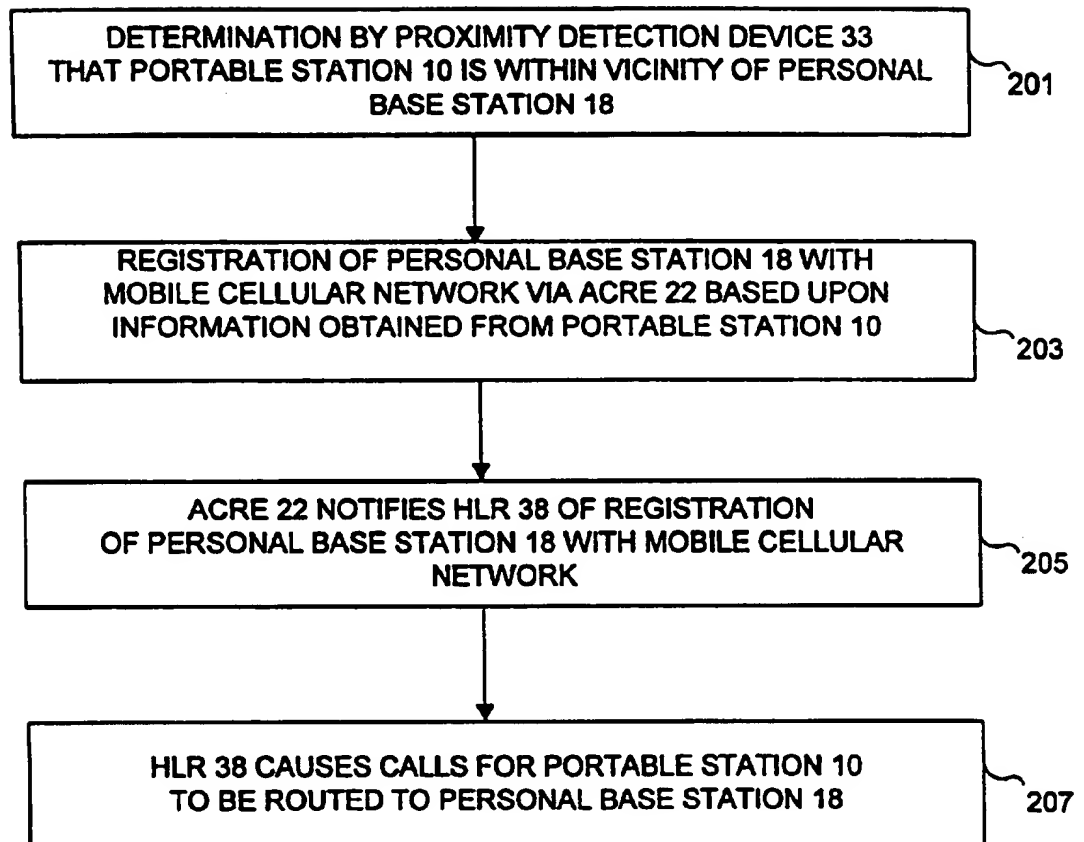 DETERMINATION BY PROXIMITY DETECTION DEVICE 33
THAT PORTABLE STATION 10 IS WITHIN VICINITY OF PERSONAL
BASE STATION 18
201
REGISTRATION OF PERSONAL BASE STATION 18 WITH
MOBILE CELLULAR NETWORK VIA ACRE 22 BASED UPON
INFORMATION OBTAINED FROM PORTABLE STATION 10
203
ACRE 22 NOTIFIES HLR 38 OF REGISTRATION
OF PERSONAL BASE STATION 18 WITH MOBILE CELLULAR
NETWORK
205
HLR 38 CAUSES CALLS FOR PORTABLE STATION 10
TO BE ROUTED TO PERSONAL BASE STATION 18
207